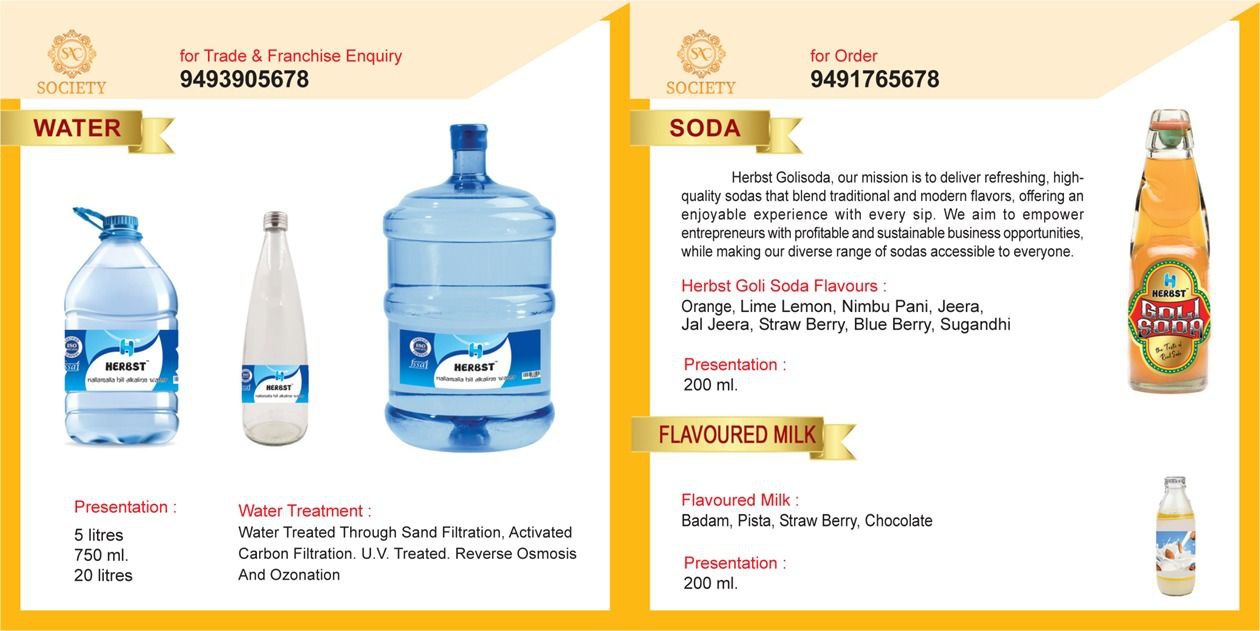 SX
SOCIETY
for Trade & Franchise Enquiry
9493905678
WATER
HERBST
HERBST
HERBST
nallamalla hill alkaline
Presentation :
5 litres
750 ml.
20 litres
Water Treatment :
Water Treated Through Sand Filtration, Activated
Carbon Filtration. U.V. Treated. Reverse Osmosis
And Ozonation
SOCIETY
for Order
9491765678
SODA
Herbst Golisoda, our mission is to deliver refreshing, high-
quality sodas that blend traditional and modern flavors, offering an
enjoyable experience with every sip. We aim to empower
entrepreneurs with profitable and sustainable business opportunities,
while making our diverse range of sodas accessible to everyone.
Herbst Goli Soda Flavours :
Orange, Lime Lemon, Nimbu Pani, Jeera,
Jal Jeera, Straw Berry, Blue Berry, Sugandhi
Presentation :
200 ml.
HERBST
GOLI
SODA
the Taste of
Real Soda
FLAVOURED MILK
Flavoured Milk :
Badam, Pista, Straw Berry, Chocolate
Presentation :
200 ml.